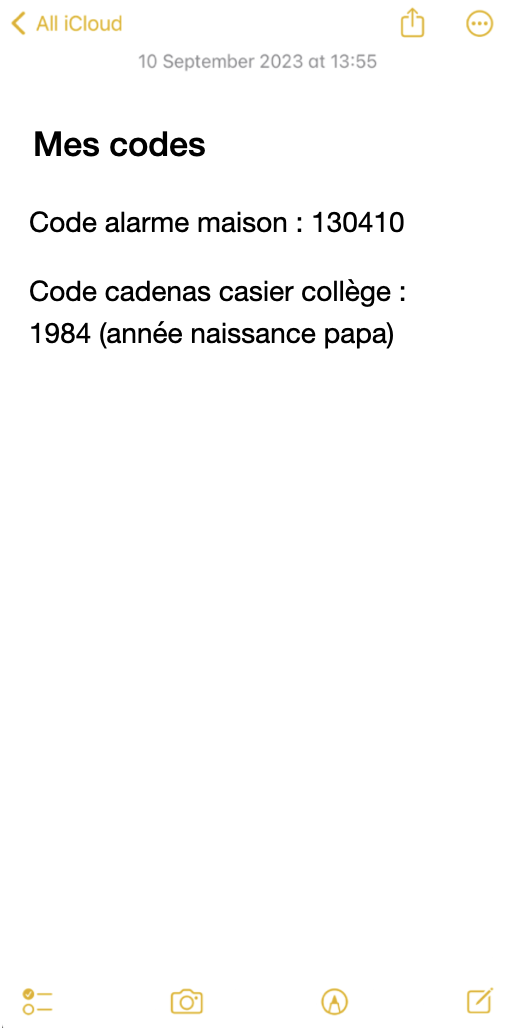 All iCloud
10 September 2023 at 13:55
Mes codes
Code alarme maison : 130410
Code cadenas casier collège :
1984 (année naissance papa)